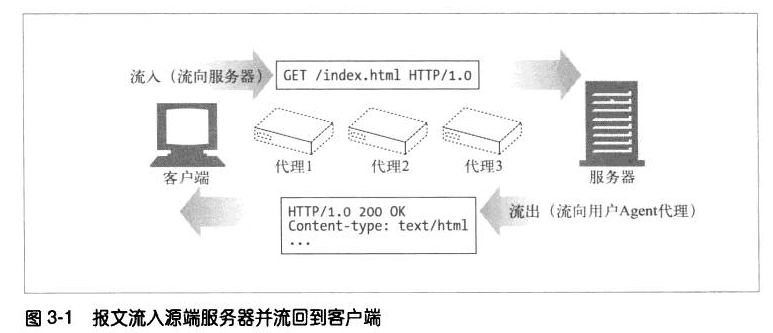 流入（流向服务器）
GET /index.html HTTP/1.0
客户端
代理1
代理2
代理3
服务器
HTTP/1.0 200 OK
Content-type: text/html
...
流出（流向用户Agent代理）
图 3-1 报文流入源端服务器并流回到客户端